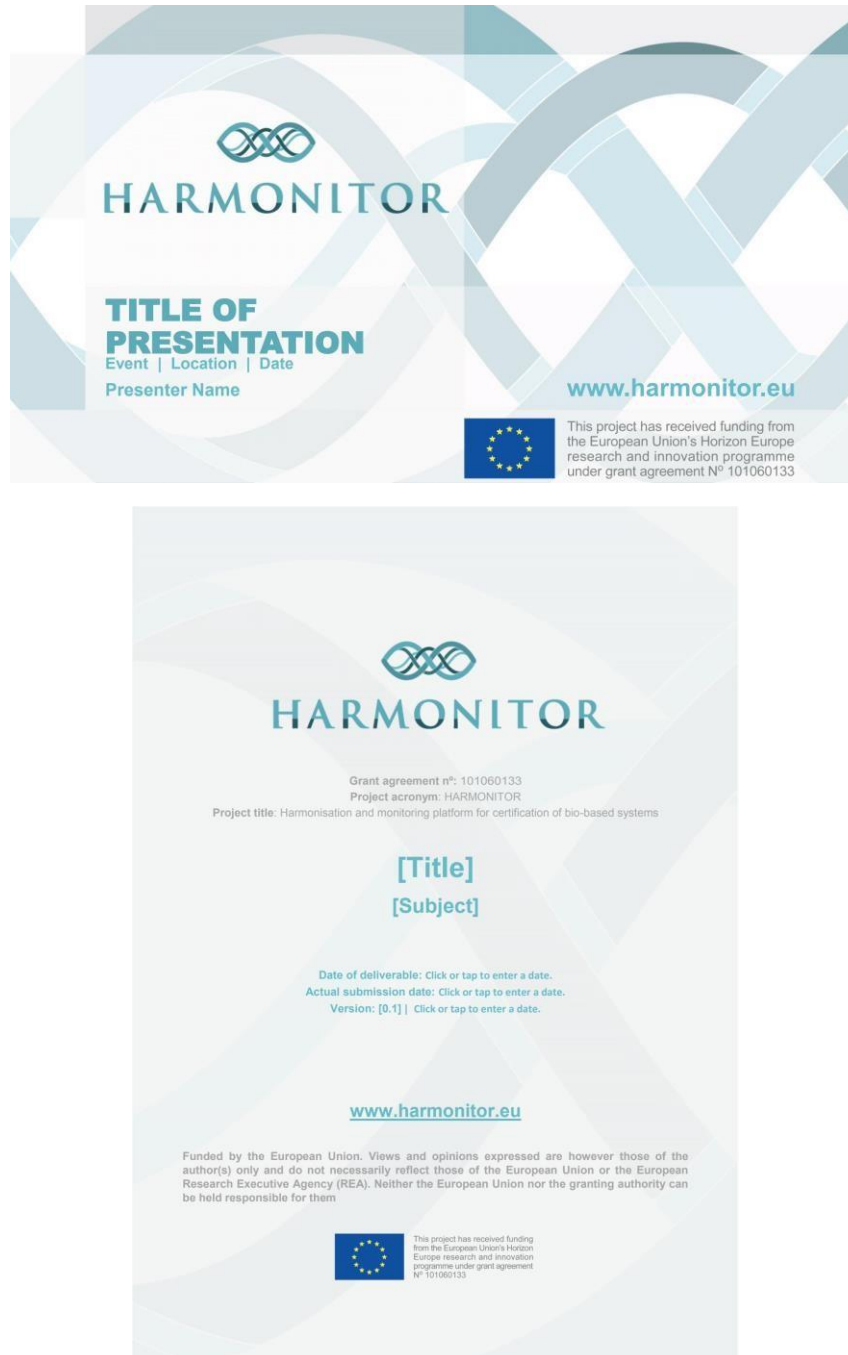 HARMONITOR
TITLE OF
PRESENTATION
Event | Location | Date
Presenter Name
www.harmonitor.eu
This project has received funding from
the European Union's Horizon Europe
research and innovation programme
under grant agreement Nº 101060133
HARMONITOR
Grant agreement nº: 101060133
Project acronym: HARMONITOR
Project title: Harmonisation and monitoring platform for certification of bio-based systems
[Title]
[Subject]
Date of deliverable: Click or tap to enter a date.
Actual submission date: Click or tap to enter a date.
Version: [0.1] | Click or tap to enter a date.
www.harmonitor.eu
Funded by the European Union. Views and opinions expressed are however those of the
author(s) only and do not necessarily reflect those of the European Union or the European
Research Executive Agency (REA). Neither the European Union nor the granting authority can
be held responsible for them
This project has received funding
from the European Union's Horizon
Europe research and innovation
programme under grant agreement
Nº 101060133